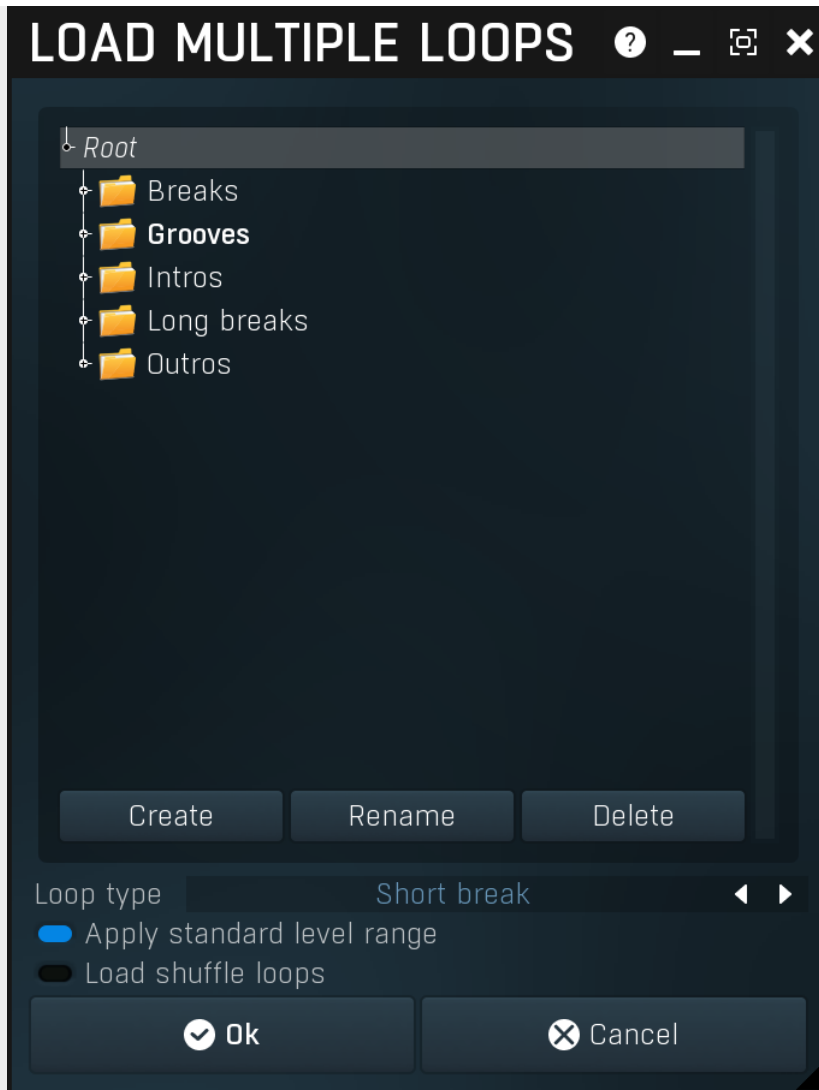 LOAD MULTIPLE LOOPS ?
Root
Breaks
Grooves
Intros
Long breaks
Outros
Create Rename Delete
Loop type Short break
Apply standard level range
Load shuffle loops
Ok Cancel